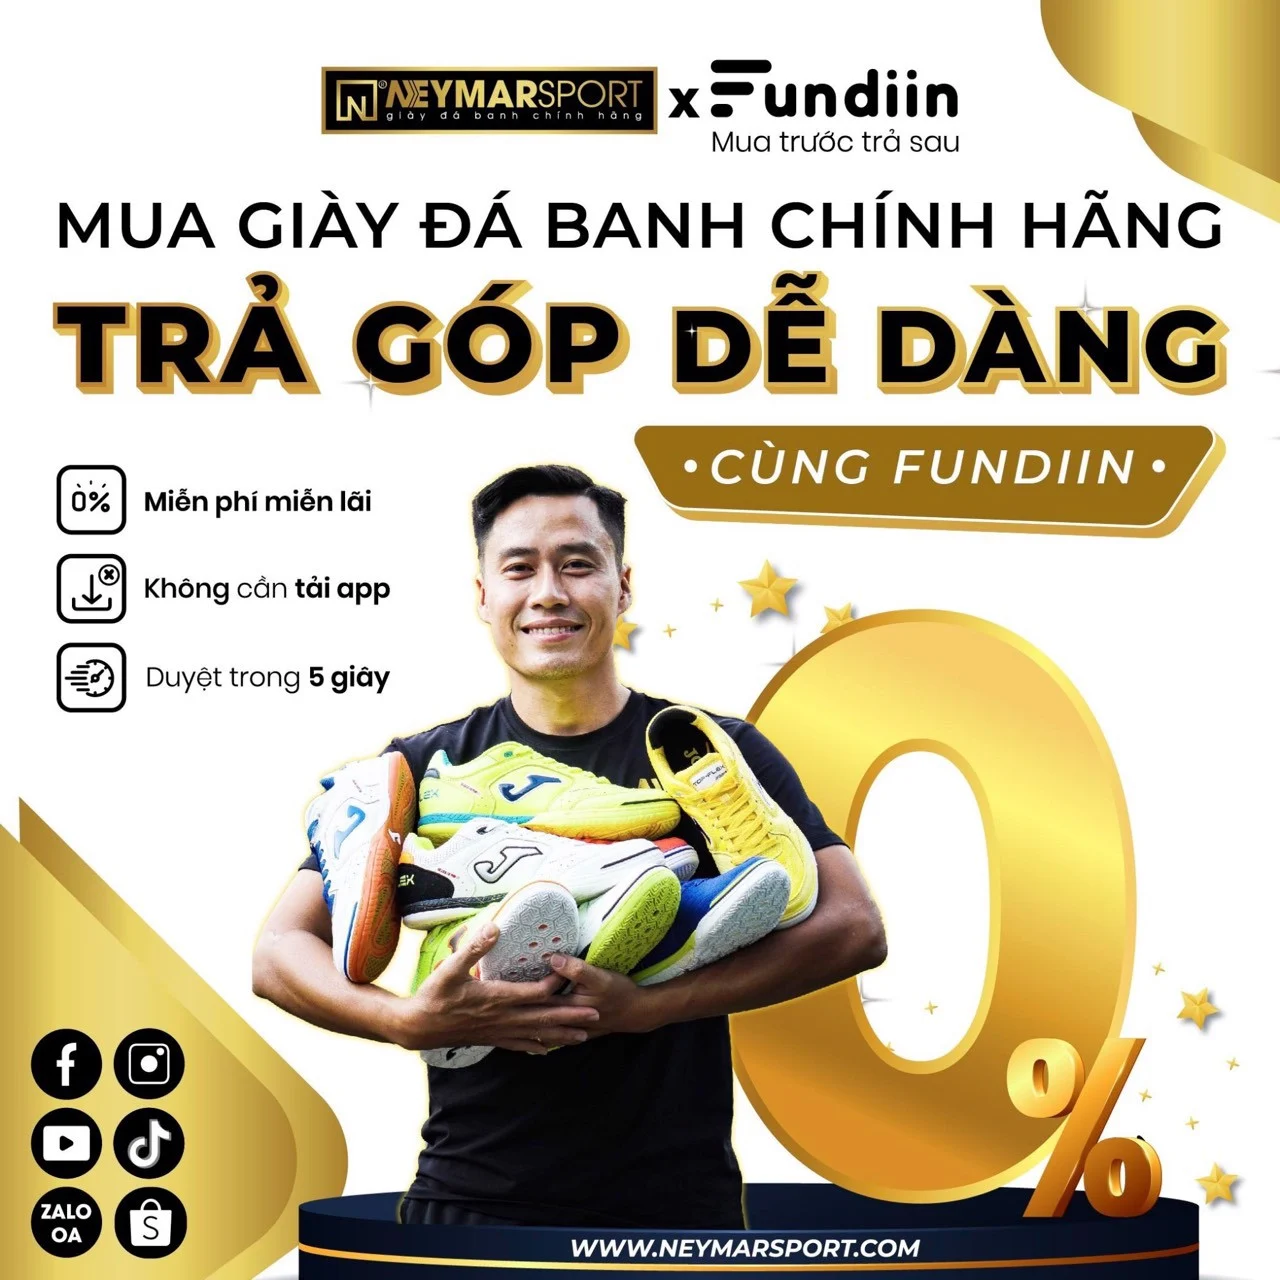 NEYMARSPORT
giày đá banh chính hãng
x
Fundiin
Mua trước trả sau
MUA GIÀY ĐÁ BANH CHÍNH HÃNG
TRẢ GÓP DỄ DÀNG
• CÙNG FUNDIIN •
0% Miễn phí miễn lãi
Không cần tải app
Duyệt trong 5 giây
TOP FLEX
0%
ZALO
OA
S
WWW.NEYMARSPORT.COM